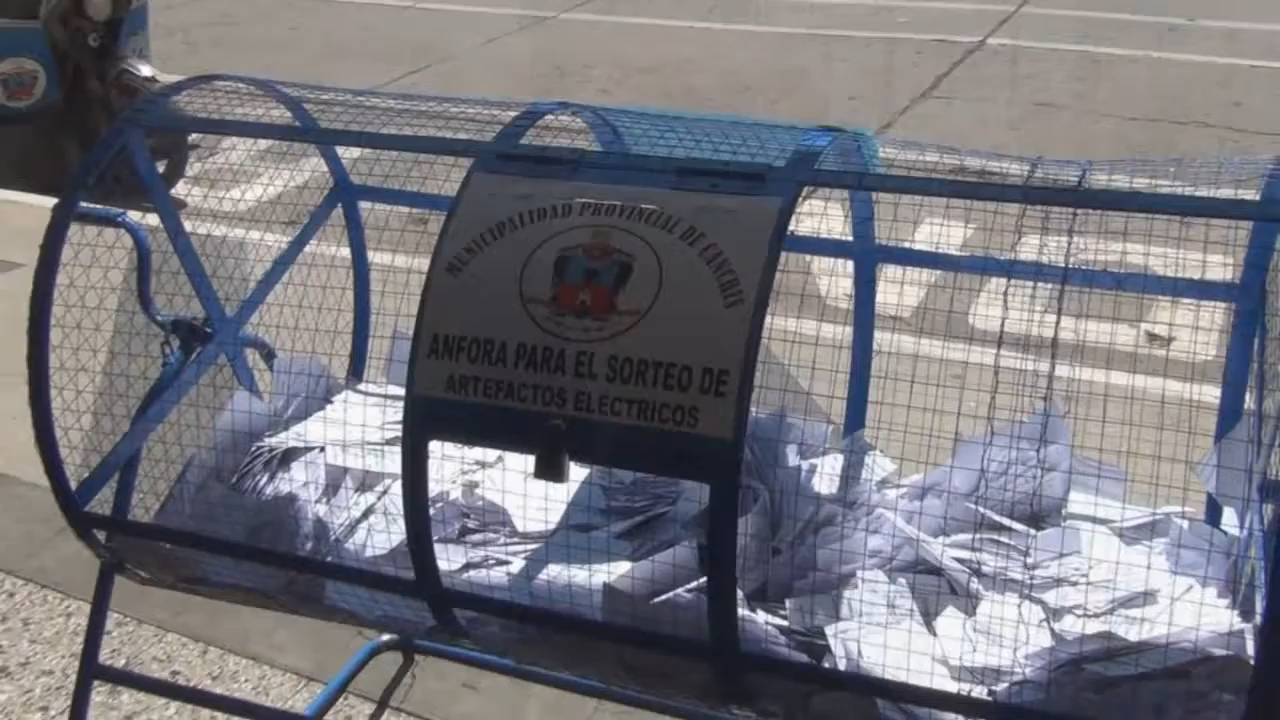 MUNICIPALIDAD PROVINCIAL DE CANCHIS
ANFORA PARA EL SORTEO DE
ARTEFACTOS ELECTRICOS